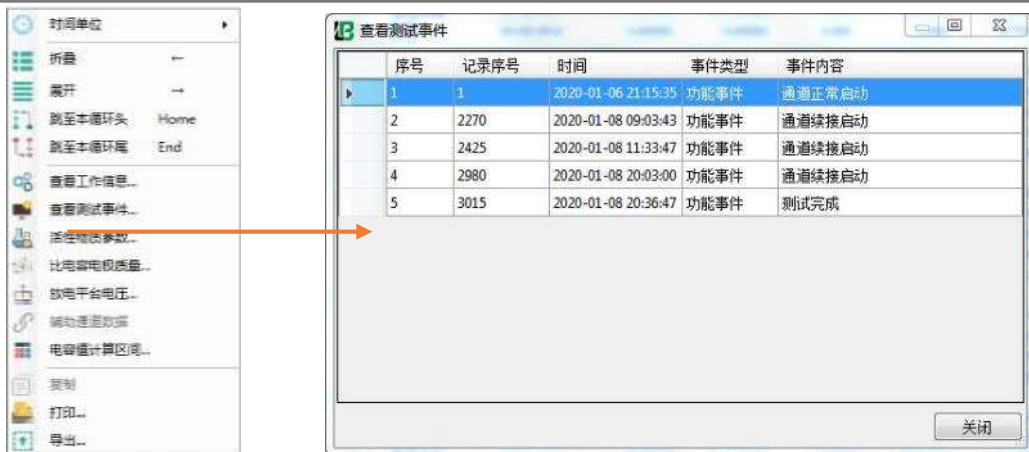 时间单位
折叠 ←
展开 →
跳至本循环头 Home
跳至本循环尾 End
查看工作信息...
查看测试事件...
活性物质参数...
比电容电极质量...
放电平台电压...
辅助通道数据
电容值计算区间...
复制
打印...
导出...
查看测试事件
序号 记录序号 时间 事件类型 事件内容
1 1 2020-01-06 21:15:35 功能事件 通道正常启动
2 2270 2020-01-08 09:03:43 功能事件 通道续接启动
3 2425 2020-01-08 11:33:47 功能事件 通道续接启动
4 2980 2020-01-08 20:03:00 功能事件 通道续接启动
5 3015 2020-01-08 20:36:47 功能事件 测试完成
关闭